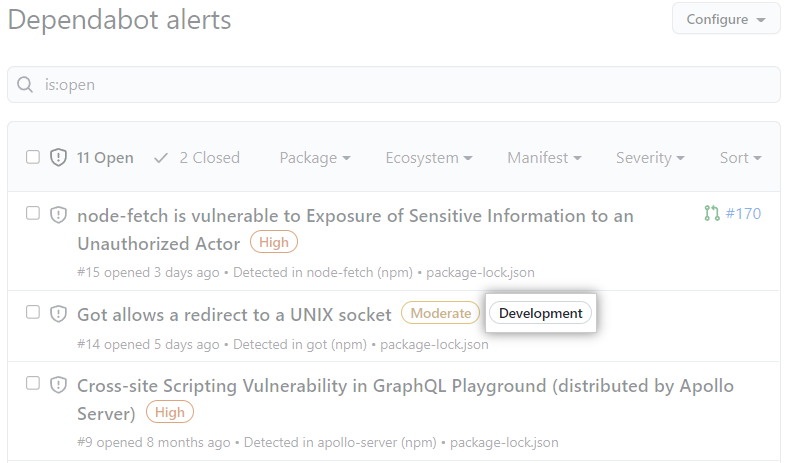 Dependabot alerts
Configure
is:open
11 Open 2 Closed Package Ecosystem Manifest Severity Sort
node-fetch is vulnerable to Exposure of Sensitive Information to an
Unauthorized Actor High
#170
#15 opened 3 days ago • Detected in node-fetch (npm) • package-lock.json
Got allows a redirect to a UNIX socket Moderate Development
#14 opened 5 days ago • Detected in got (npm) • package-lock.json
Cross-site Scripting Vulnerability in GraphQL Playground (distributed by Apollo
Server) High
#9 opened 8 months ago • Detected in apollo-server (npm) • package-lock.json